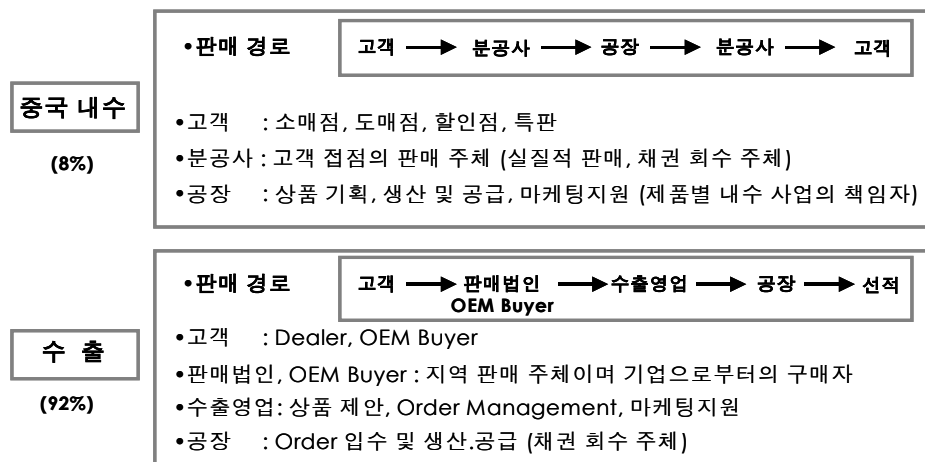 •판매 경로
고객 → 분공사 → 공장 → 분공사 → 고객
중국 내수
(8%)
•고객 : 소매점, 도매점, 할인점, 특판
•분공사 : 고객 접점의 판매 주체 (실질적 판매, 채권 회수 주체)
•공장 : 상품 기획, 생산 및 공급, 마케팅지원 (제품별 내수 사업의 책임자)
•판매 경로
고객 → 판매법인 → 수출영업 → 공장 → 선적
OEM Buyer
수 출
(92%)
•고객 : Dealer, OEM Buyer
•판매법인, OEM Buyer : 지역 판매 주체이며 기업으로부터의 구매자
•수출영업: 상품 제안, Order Management, 마케팅지원
•공장 : Order 입수 및 생산.공급 (채권 회수 주체)